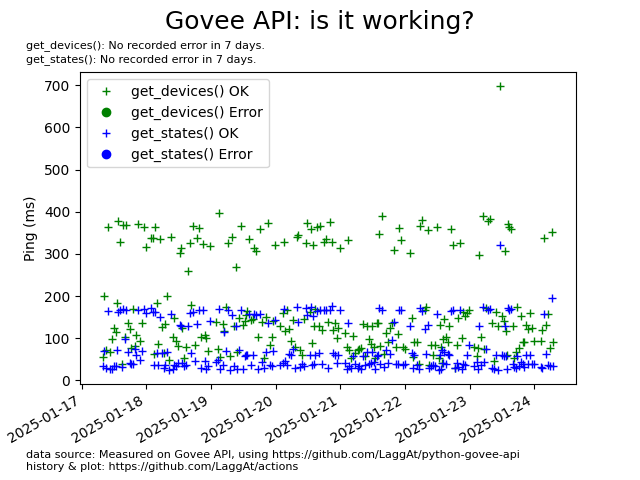 Govee API: is it working?
get_devices(): No recorded error in 7 days.
get_states(): No recorded error in 7 days.
700
600
500
400
300
200
100
0
Ping (ms)
get_devices() OK
get_devices() Error
get_states() OK
get_states() Error
2025-01-17
2025-01-18
2025-01-19
2025-01-20
2025-01-21
2025-01-22
2025-01-23
2025-01-24
data source: Measured on Govee API, using https://github.com/LaggAt/python-govee-api
history & plot: https://github.com/LaggAt/actions